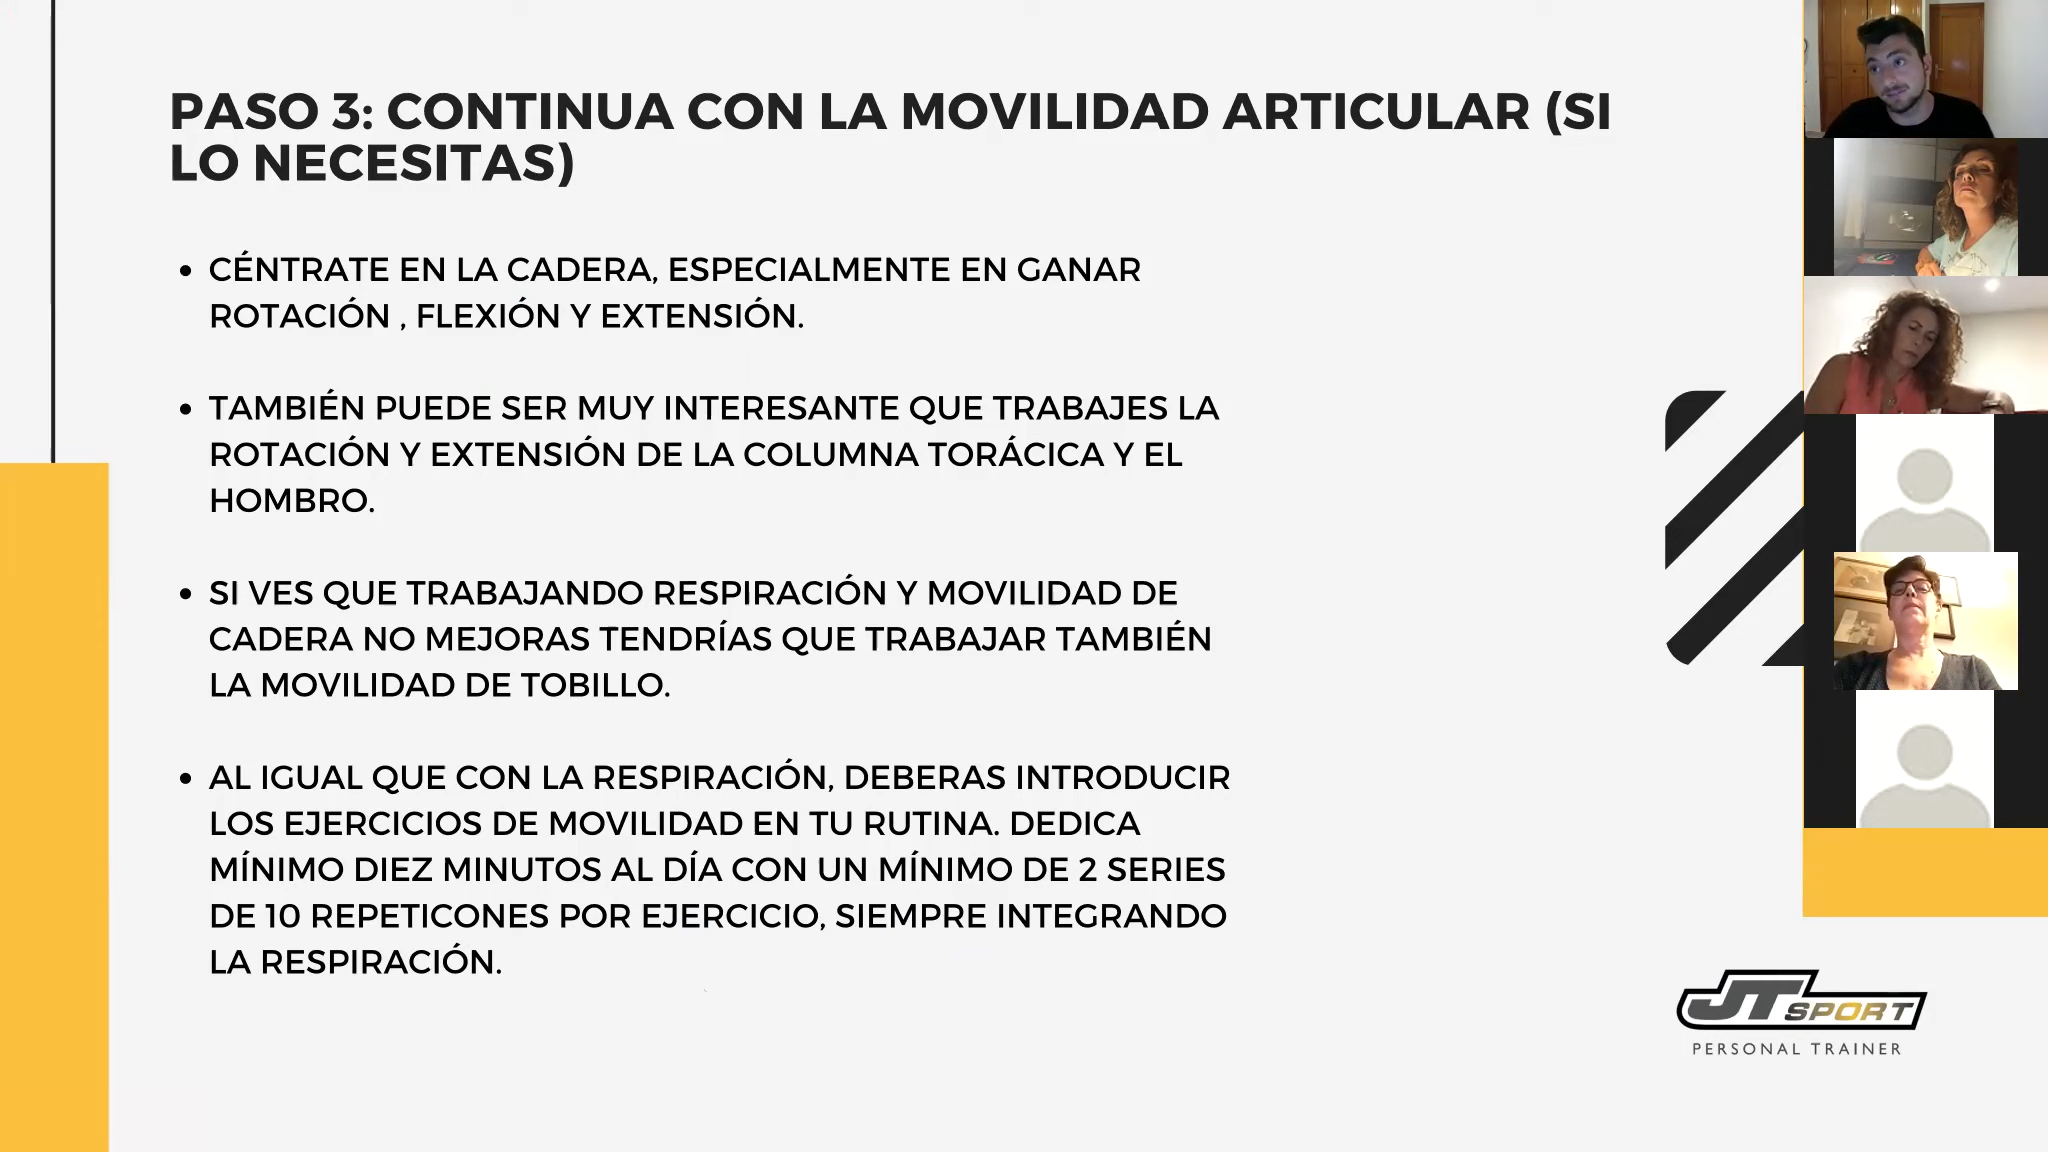 PASO 3: CONTINUA CON LA MOVILIDAD ARTICULAR (SI
LO NECESITAS)
CÉNTRATE EN LA CADERA, ESPECIALMENTE EN GANAR
ROTACIÓN , FLEXIÓN Y EXTENSIÓN.
TAMBIÉN PUEDE SER MUY INTERESANTE QUE TRABAJES LA
ROTACIÓN Y EXTENSIÓN DE LA COLUMNA TORÁCICA Y EL
HOMBRO.
SI VES QUE TRABAJANDO RESPIRACIÓN Y MOVILIDAD DE
CADERA NO MEJORAS TENDRÍAS QUE TRABAJAR TAMBIÉN
LA MOVILIDAD DE TOBILLO.
AL IGUAL QUE CON LA RESPIRACIÓN, DEBERAS INTRODUCIR
LOS EJERCICIOS DE MOVILIDAD EN TU RUTINA. DEDICA
MÍNIMO DIEZ MINUTOS AL DÍA CON UN MÍNIMO DE 2 SERIES
DE 10 REPETICONES POR EJERCICIO, SIEMPRE INTEGRANDO
LA RESPIRACIÓN.
JT SPORT
PERSONAL TRAINER